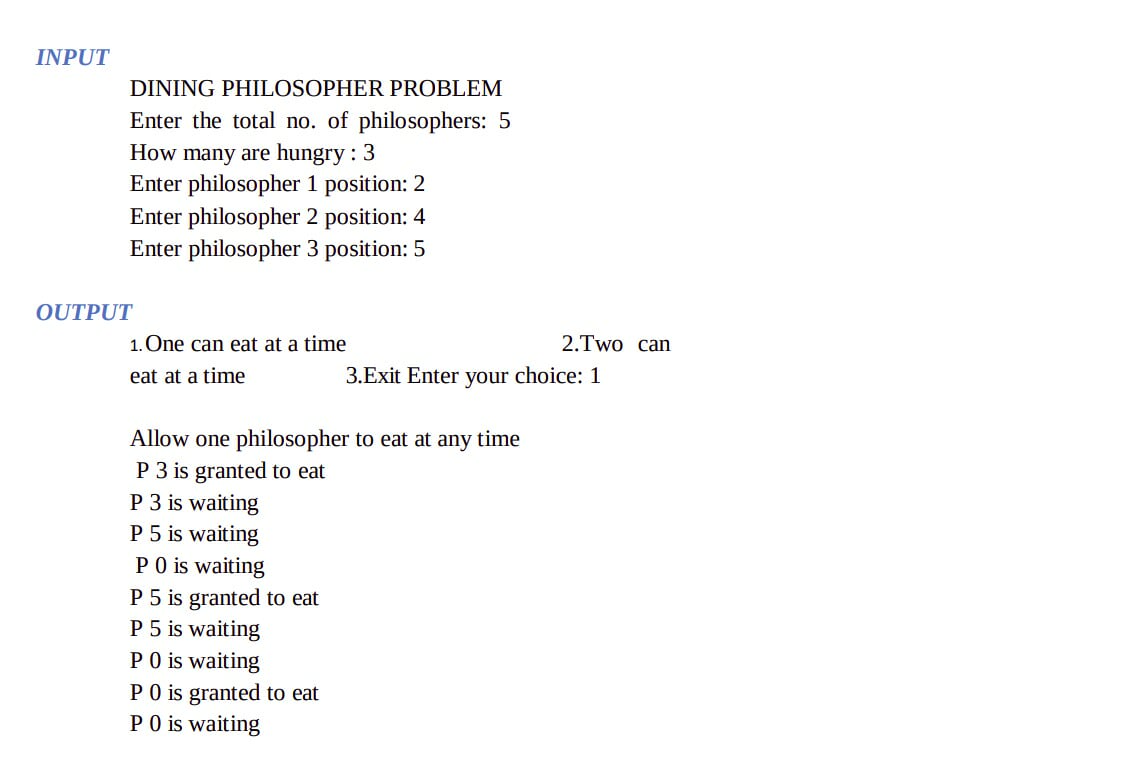 INPUT
DINING PHILOSOPHER PROBLEM
Enter the total no. of philosophers: 5
How many are hungry : 3
Enter philosopher 1 position: 2
Enter philosopher 2 position: 4
Enter philosopher 3 position: 5
OUTPUT
1.One can eat at a time 2.Two can
eat at a time 3.Exit Enter your choice: 1
Allow one philosopher to eat at any time
P 3 is granted to eat
P 3 is waiting
P 5 is waiting
P 0 is waiting
P 5 is granted to eat
P 5 is waiting
P 0 is waiting
P 0 is granted to eat
P 0 is waiting